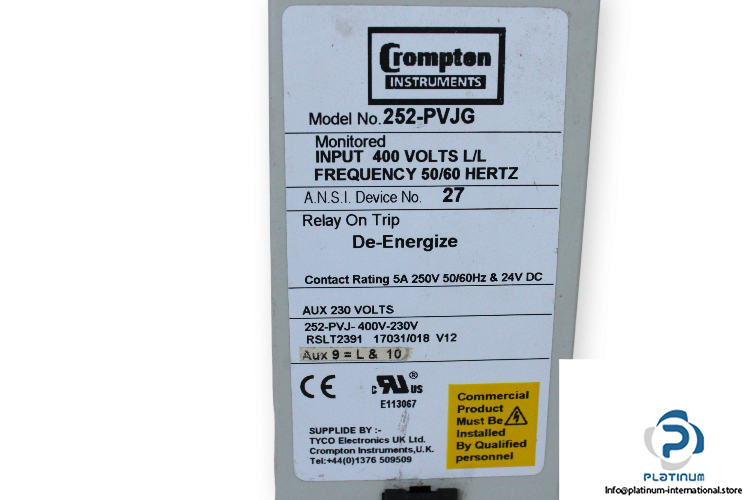 Crompton
INSTRUMENTS
Model No. 252-PVJG
Monitored
INPUT 400 VOLTS L/L
FREQUENCY 50/60 HERTZ
A.N.S.I. Device No. 27
Relay On Trip
De-Energize
Contact Rating 5A 250V 50/60Hz & 24V DC
AUX 230 VOLTS
252-PVJ- 400V-230V
RSLT2391 17031/018 V12
Aux 9 = L & 10
CE
c RU ® US
E113067
Commercial
Product
Must Be
Installed
By Qualified
personnel
SUPPLIDE BY :-
TYCO Electronics UK Ltd.
Crompton Instruments,U.K.
Tel:+44(0)1376 509509
PLATINUM
Info@platinum-international.store